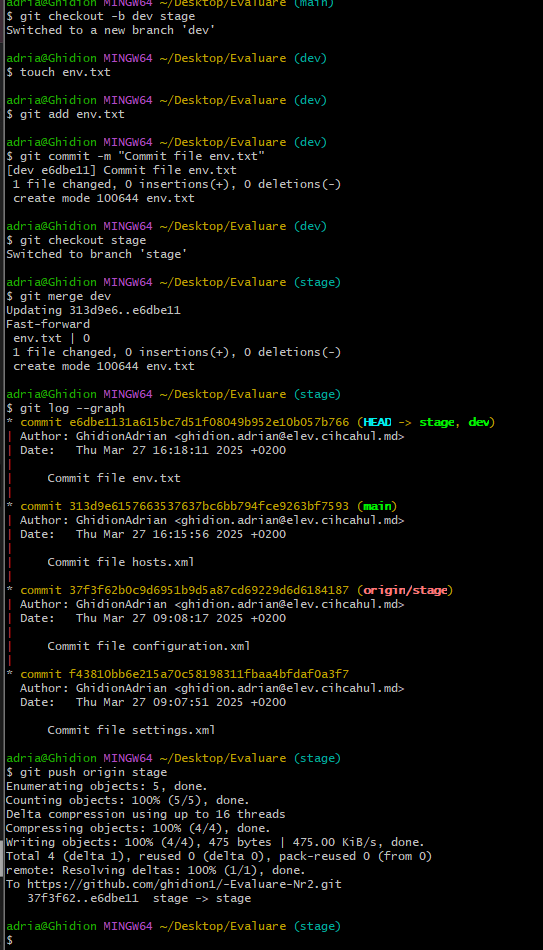 adria@Ghidion MINGW64 ~/Desktop/Evaluare (main)
$ git checkout -b dev stage
Switched to a new branch 'dev'
adria@Ghidion MINGW64 ~/Desktop/Evaluare (dev)
$ touch env.txt
adria@Ghidion MINGW64 ~/Desktop/Evaluare (dev)
$ git add env.txt
adria@Ghidion MINGW64 ~/Desktop/Evaluare (dev)
$ git commit -m "Commit file env.txt"
[dev e6dbe11] Commit file env.txt
 1 file changed, 0 insertions(+), 0 deletions(-)
 create mode 100644 env.txt
adria@Ghidion MINGW64 ~/Desktop/Evaluare (dev)
$ git checkout stage
Switched to branch 'stage'
adria@Ghidion MINGW64 ~/Desktop/Evaluare (stage)
$ git merge dev
Updating 313d9e6..e6dbe11
Fast-forward
 env.txt | 0
 1 file changed, 0 insertions(+), 0 deletions(-)
 create mode 100644 env.txt
adria@Ghidion MINGW64 ~/Desktop/Evaluare (stage)
$ git log --graph
* commit e6dbe1131a615bc7d51f08049b952e10b057b766 (HEAD -> stage, dev)
| Author: GhidionAdrian <ghidion.adrian@elev.cihcahul.md>
| Date:   Thu Mar 27 16:18:11 2025 +0200
|
|     Commit file env.txt
|
* commit 313d9e6157663537637bc6bb794fce9263bf7593 (main)
| Author: GhidionAdrian <ghidion.adrian@elev.cihcahul.md>
| Date:   Thu Mar 27 16:15:56 2025 +0200
|
|     Commit file hosts.xml
|
* commit 37f3f62b0c9d6951b9d5a87cd69229d6d6184187 (origin/stage)
| Author: GhidionAdrian <ghidion.adrian@elev.cihcahul.md>
| Date:   Thu Mar 27 09:08:17 2025 +0200
|
|     Commit file configuration.xml
|
* commit f43810bb6e215a70c58198311fbaa4bfdaf0a3f7
  Author: GhidionAdrian <ghidion.adrian@elev.cihcahul.md>
  Date:   Thu Mar 27 09:07:51 2025 +0200
      Commit file settings.xml
adria@Ghidion MINGW64 ~/Desktop/Evaluare (stage)
$ git push origin stage
Enumerating objects: 5, done.
Counting objects: 100% (5/5), done.
Delta compression using up to 16 threads
Compressing objects: 100% (4/4), done.
Writing objects: 100% (4/4), 475 bytes | 475.00 KiB/s, done.
Total 4 (delta 1), reused 0 (delta 0), pack-reused 0 (from 0)
remote: Resolving deltas: 100% (1/1), done.
To https://github.com/ghidion1/-Evaluare-Nr2.git
   37f3f62..e6dbe11  stage -> stage
adria@Ghidion MINGW64 ~/Desktop/Evaluare (stage)
$